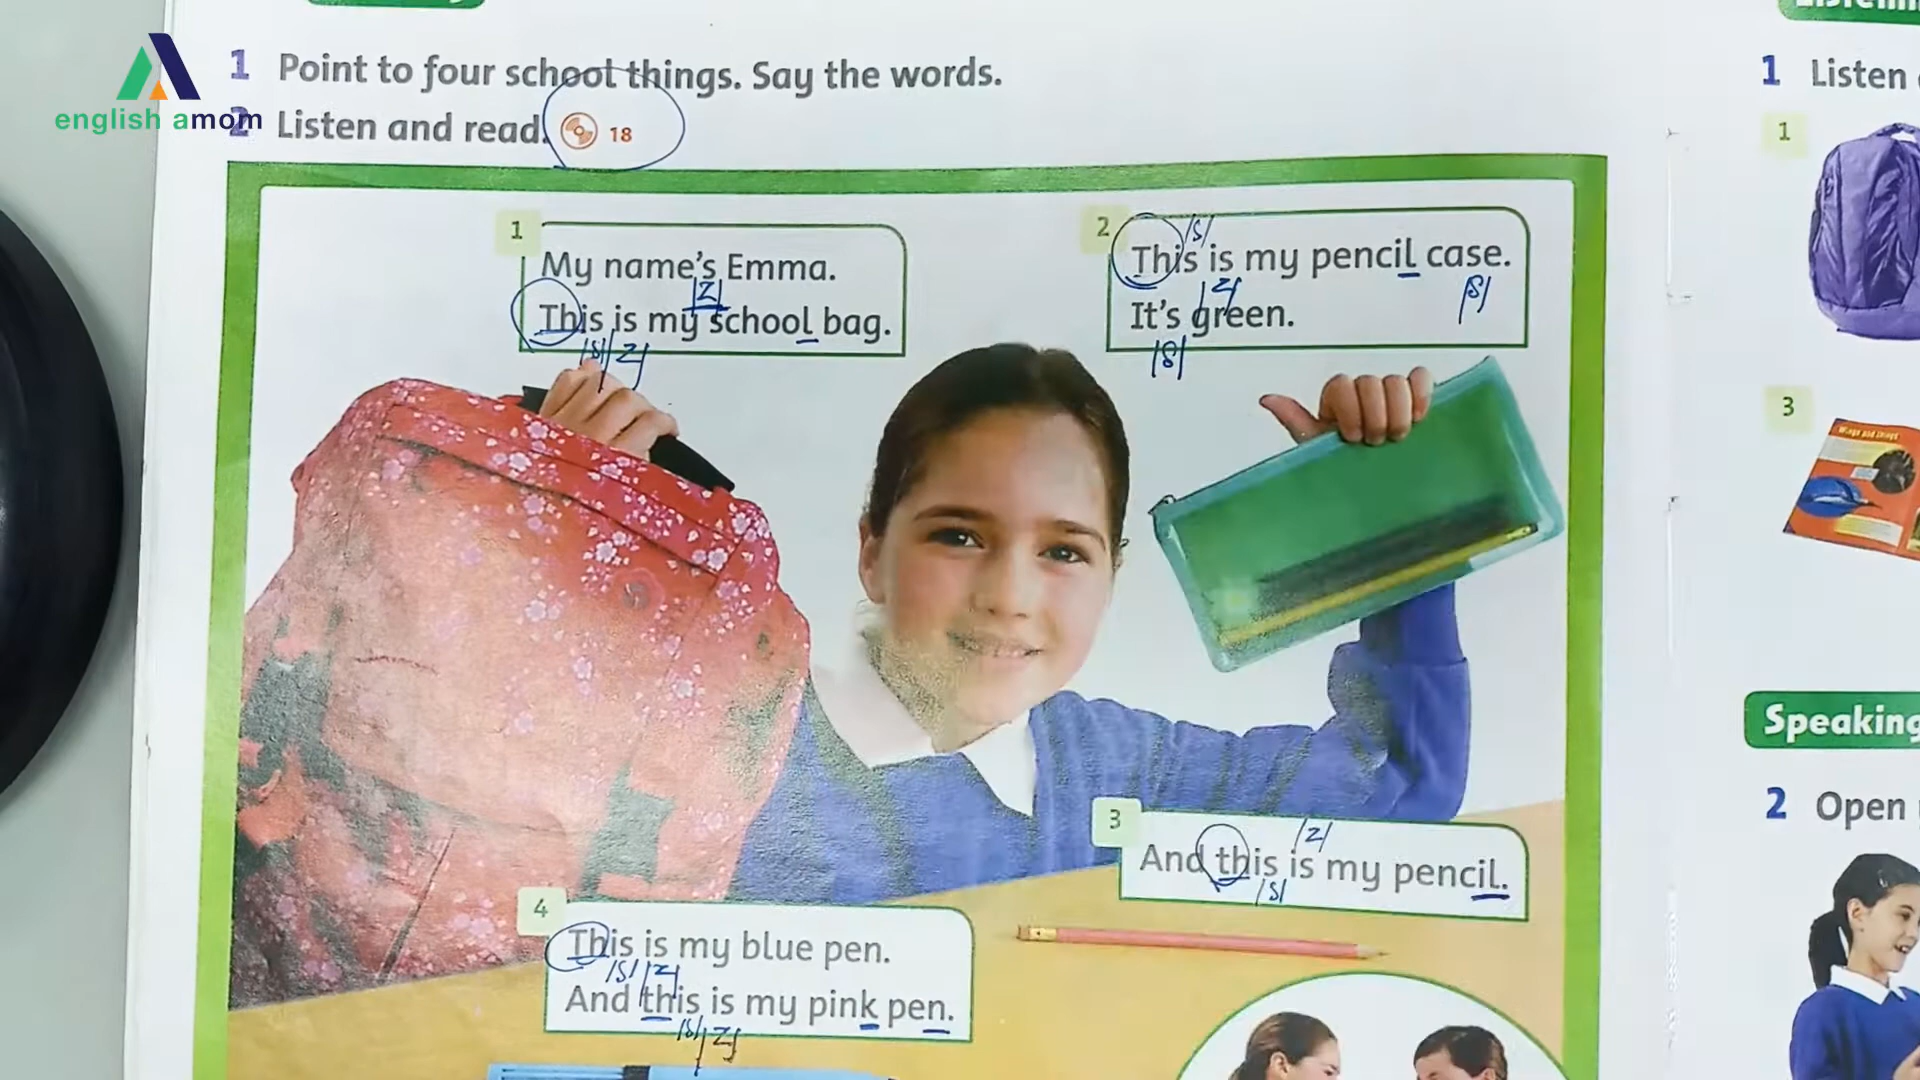 1 Point to four school things. Say the words.
english amom
2 Listen and read. 18
1
My name's Emma.
/z/
This is my school bag.
/s/ /z/
2
/s/
This is my pencil case.
/z/ /s/
It's green.
/s/
3
/z/
And this is my pencil.
/s/
4
This is my blue pen.
/s/ /z/
And this is my pink pen.
/s/ /z/
1 Listen
1
3
Wings and things
Speaking
2 Open